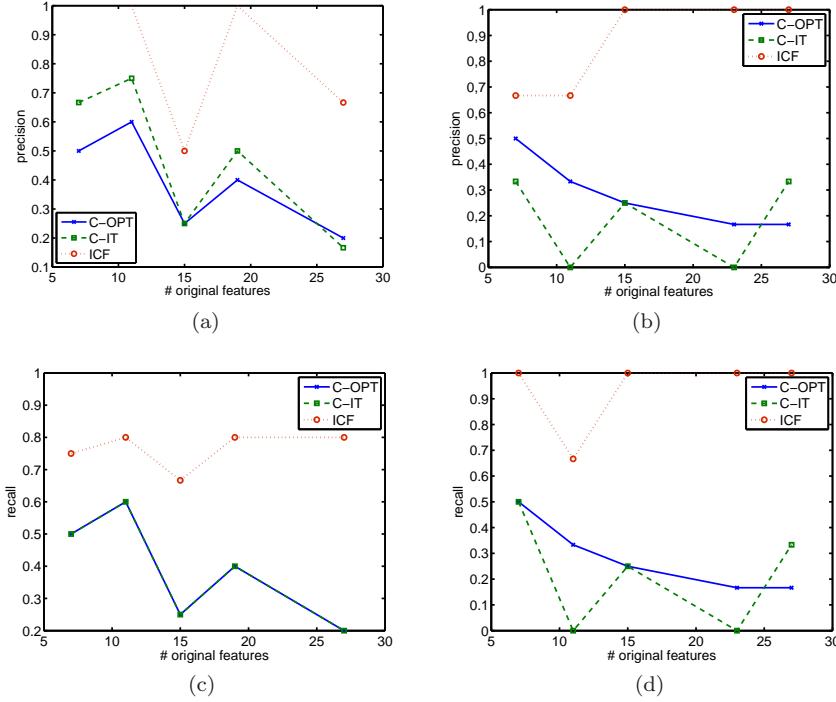 1
0.9
0.8
0.7
0.6
0.5
0.4
0.3
0.2
0.1
precision
5
10
15
20
25
30
# original features
C−OPT
C−IT
ICF
(a)
1
0,9
0,8
0,7
0,6
0,5
0,4
0,3
0,2
0,1
0
precision
5
10
15
20
25
30
# original features
C−OPT
C−IT
ICF
(b)
1
0.9
0.8
0.7
0.6
0.5
0.4
0.3
0.2
recall
5
10
15
20
25
30
# original features
C−OPT
C−IT
ICF
(c)
1
0.9
0.8
0.7
0.6
0.5
0.4
0.3
0.2
0.1
0
recall
5
10
15
20
25
30
# original features
C−OPT
C−IT
ICF
(d)